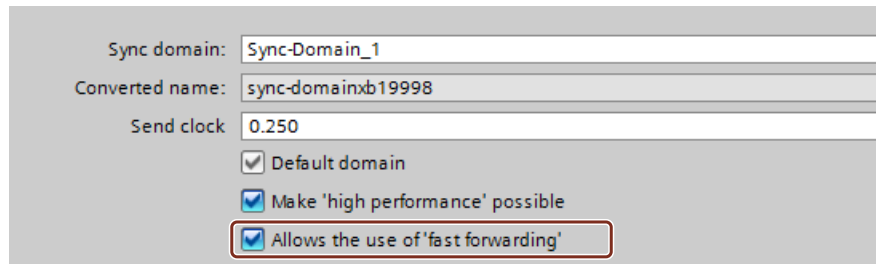 Sync domain: Sync-Domain_1
Converted name: sync-domainxb19998
Send clock 0.250
Default domain
Make 'high performance' possible
Allows the use of 'fast forwarding'